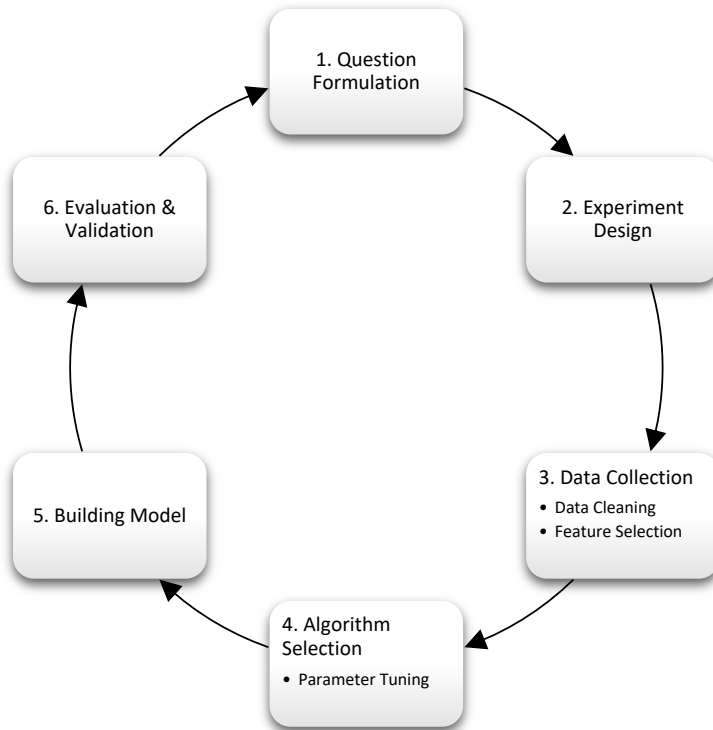 1. Question
Formulation
2. Experiment
Design
3. Data Collection
• Data Cleaning
• Feature Selection
4. Algorithm
Selection
• Parameter Tuning
5. Building Model
6. Evaluation &
Validation